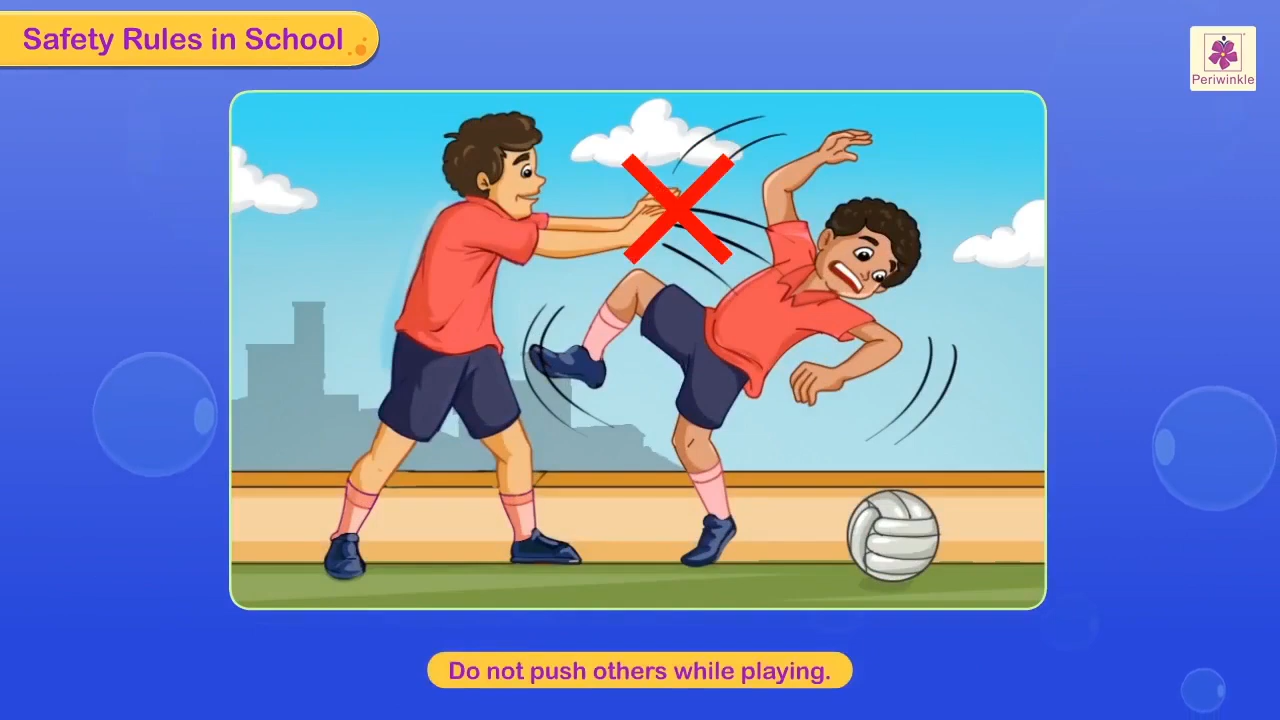 Safety Rules in School
Periwinkle
Do not push others while playing.